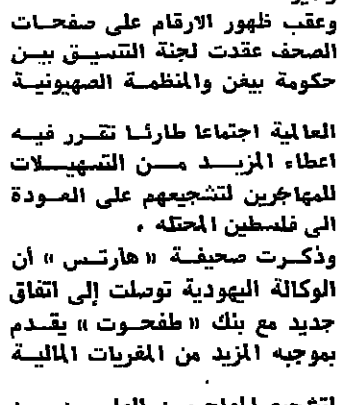 وعقب ظهور الارقام على صفحات
الصحف عقدت لجنة التنسيق بين
حكومة بيغن والمنظمة الصهيونية
العالمية اجتماعا طارئا تقرر فيه
اعطاء المزيد من التسهيلات
للمهاجرين لتشجيعهم على العودة
الى فلسطين المحتله .
وذكرت صحيفة « هارتس » أن
الوكالة اليهودية توصلت إلى اتفاق
جديد مع بنك « طفحوت » يقدم
بموجبه المزيد من المغريات المالية